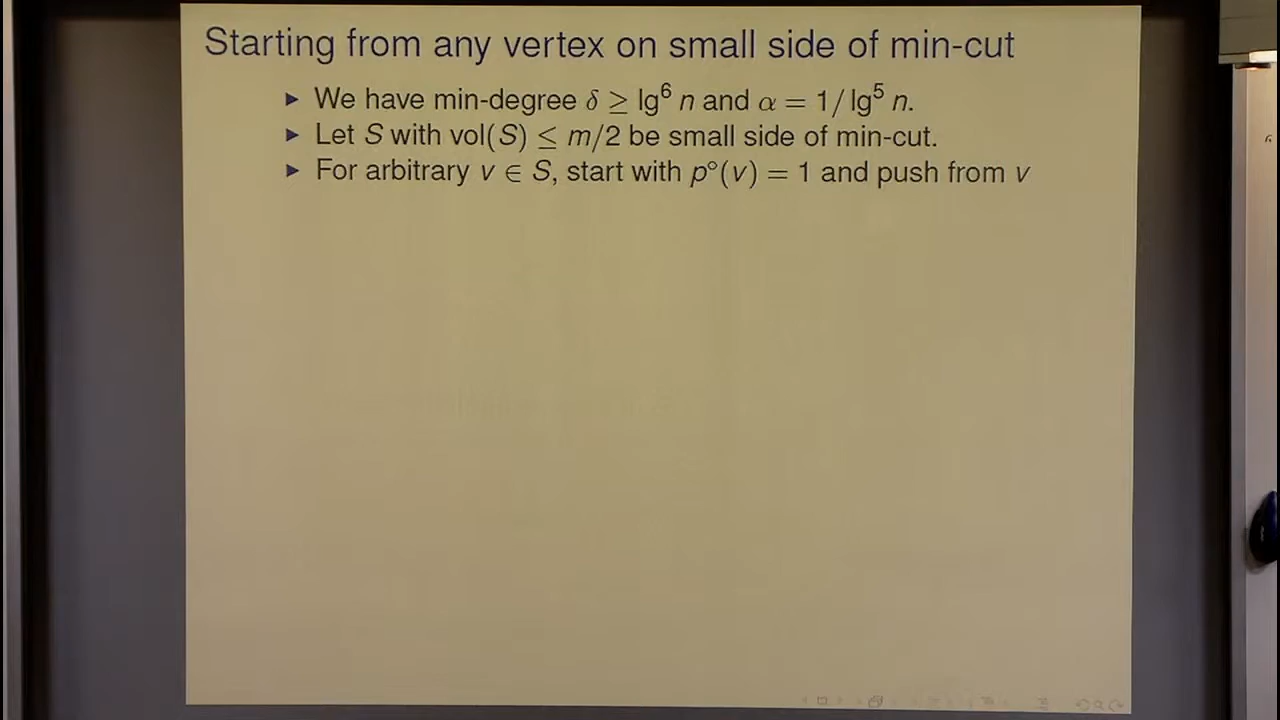 Starting from any vertex on small side of min-cut
► We have min-degree δ ≥ lg⁶ n and α = 1/ lg⁵ n.
► Let S with vol(S) ≤ m/2 be small side of min-cut.
► For arbitrary v ∈ S, start with p°(v) = 1 and push from v